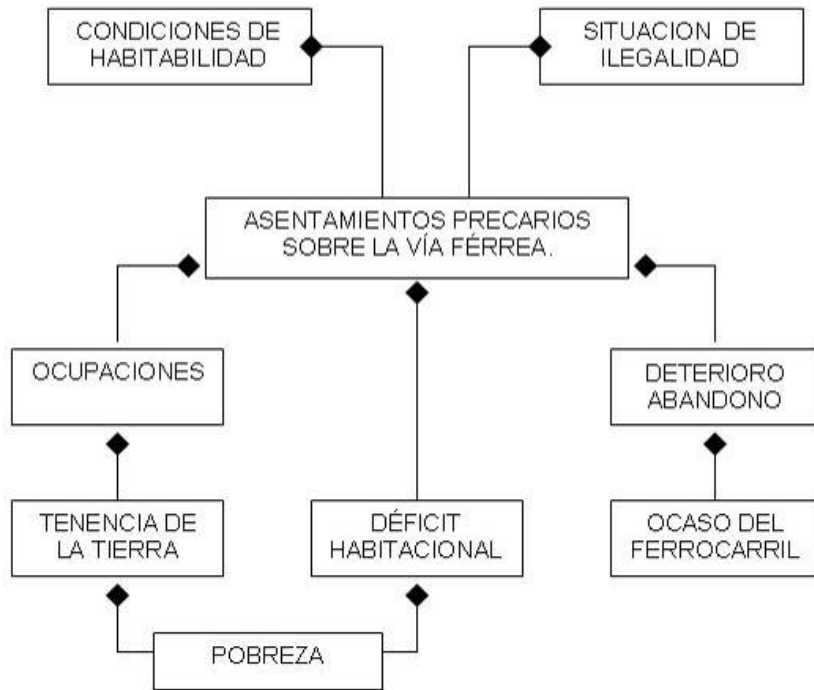 CONDICIONES DE
HABITABILIDAD
SITUACION DE
ILEGALIDAD
ASENTAMIENTOS PRECARIOS
SOBRE LA VÍA FÉRREA.
OCUPACIONES
DETERIORO
ABANDONO
TENENCIA DE
LA TIERRA
DÉFICIT
HABITACIONAL
OCASO DEL
FERROCARRIL
POBREZA